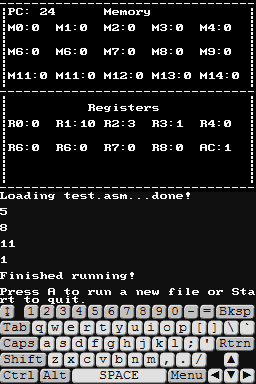 PC: 24 Memory
M0:0 M1:0 M2:0 M3:0 M4:0
M6:0 M6:0 M7:0 M8:0 M9:0
M11:0 M11:0 M12:0 M13:0 M14:0
Registers
R0:0 R1:10 R2:3 R3:1 R4:0
R6:0 R6:0 R7:0 R8:0 AC:1
Loading test.asm...done!
5
8
11
1
Finished running!
Press A to run a new file or Sta
rt to quit.
1 2 3 4 5 6 7 8 9 0 - = Bksp
Tab q w e r t y u i o p [ ] \ `
Caps a s d f g h j k l ; ' Rtrn
Shift z x c v b n m , . / ▲
Ctrl Alt SPACE Menu ◀ ▼ ▶